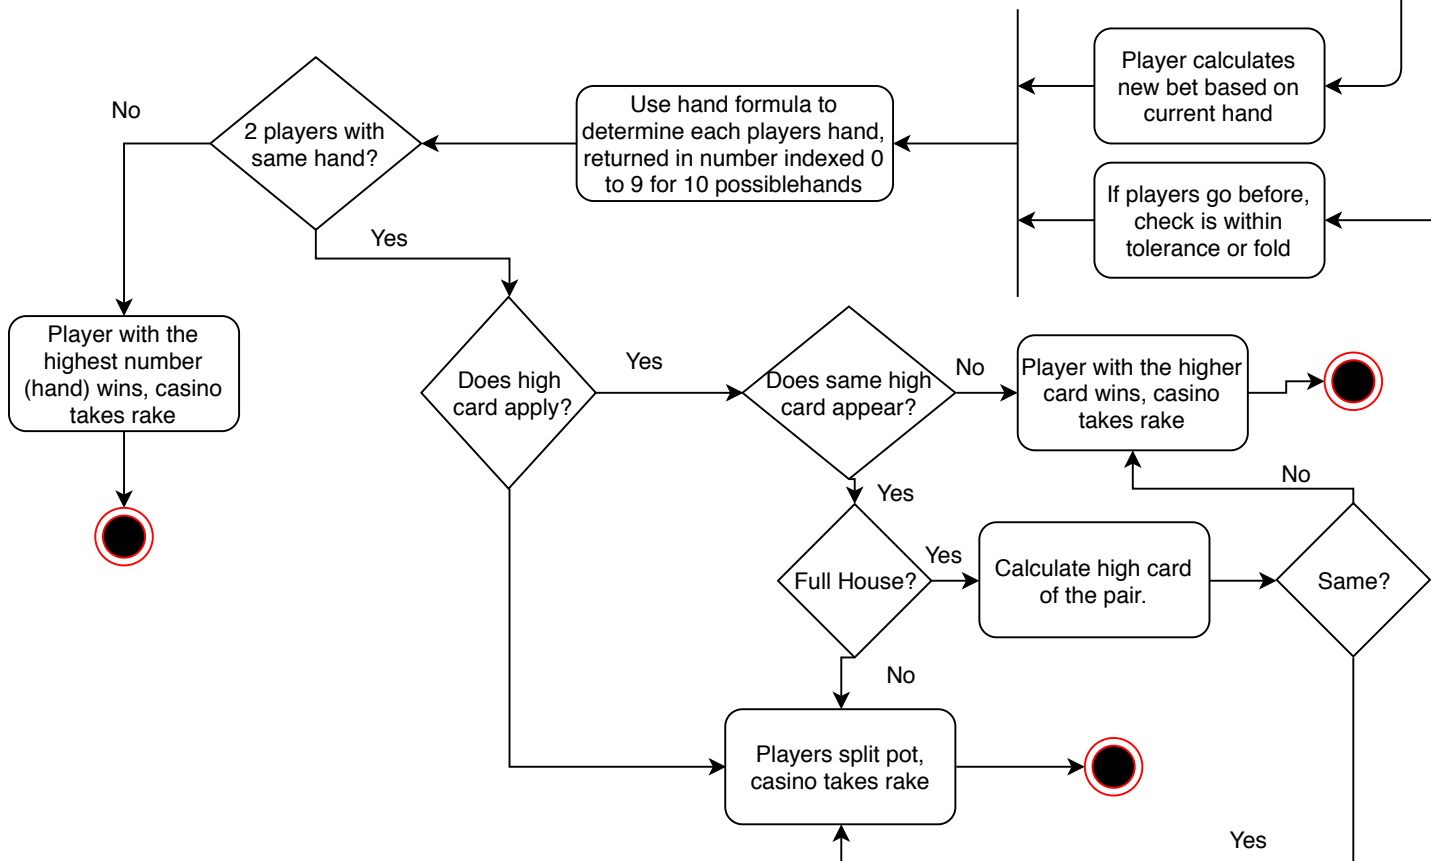 Player calculates
new bet based on
current hand
No
Use hand formula to
determine each players hand,
returned in number indexed 0
to 9 for 10 possiblehands
2 players with
same hand?
If players go before,
check is within
tolerance or fold
Yes
Player with the
highest number
(hand) wins, casino
takes rake
Does high
card apply?
Yes
Does same high
card appear?
No
Player with the higher
card wins, casino
takes rake
No
Yes
Full House?
Yes
Calculate high card
of the pair.
Same?
No
Players split pot,
casino takes rake
Yes